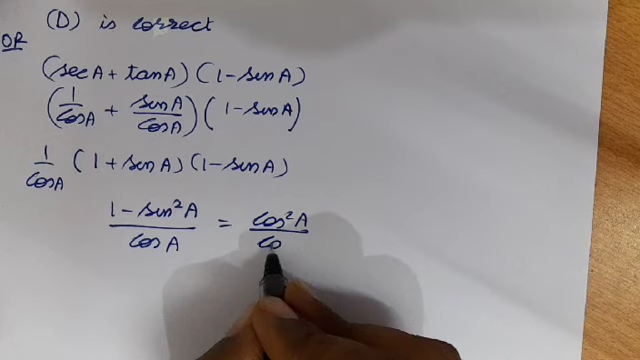 (D) is correct
OR
(secA + tanA) (1 - sinA)
(1/cosA + sinA/cosA) (1 - sinA)
1/cosA (1 + sinA) (1 - sinA)
1 - sin²A / cosA = cos²A / co